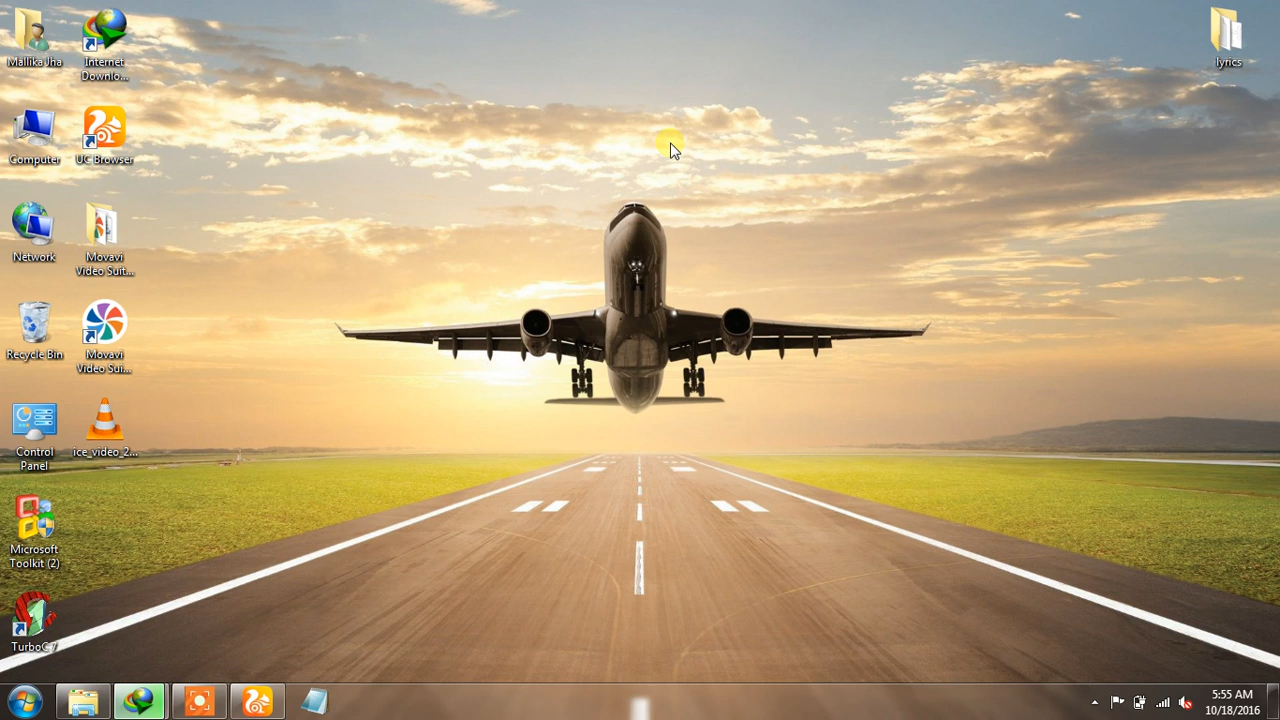 Mallika Jha
Internet
Downlo...
lyrics
Computer
UC Browser
Network
Movavi
Video Suit...
Recycle Bin
Movavi
Video Sui...
Control
Panel
ice_video_2...
Microsoft
Toolkit (2)
TurboC7
5:55 AM
10/18/2016